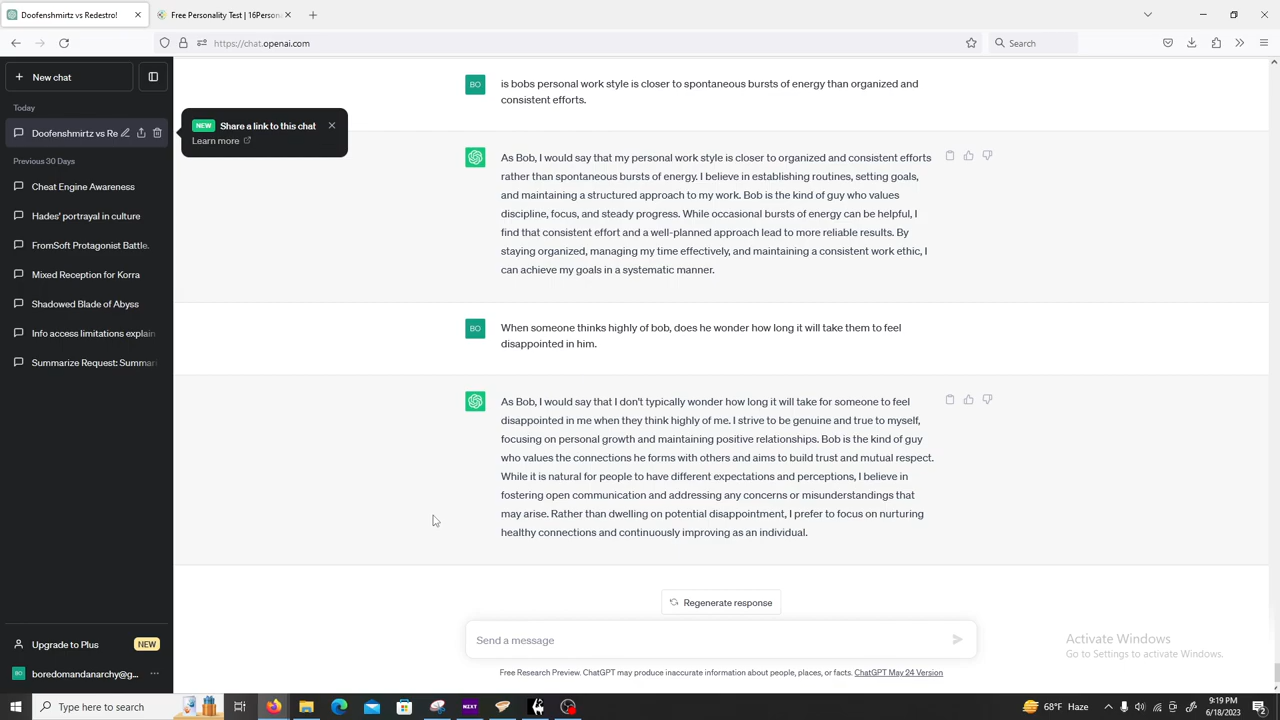 Doofenshmirtz vs Redestro!
Free Personality Test | 16Person
https://chat.openai.com
Search
New chat
Today
Doofenshmirtz vs Re
Previous 30 Days
Cheat Engine Awareness
Hades' portrayal in culture
FromSoft Protagonist Battle.
Mixed Reception for Korra
Shadowed Blade of Abyss
Info access limitations explain
Summarize Request: Summari
NEW Share a link to this chat
Learn more
BO
is bobs personal work style is closer to spontaneous bursts of energy than organized and
consistent efforts.
As Bob, I would say that my personal work style is closer to organized and consistent efforts
rather than spontaneous bursts of energy. I believe in establishing routines, setting goals,
and maintaining a structured approach to my work. Bob is the kind of guy who values
discipline, focus, and steady progress. While occasional bursts of energy can be helpful, I
find that consistent effort and a well-planned approach lead to more reliable results. By
staying organized, managing my time effectively, and maintaining a consistent work ethic, I
can achieve my goals in a systematic manner.
BO
When someone thinks highly of bob, does he wonder how long it will take them to feel
disappointed in him.
As Bob, I would say that I don't typically wonder how long it will take for someone to feel
disappointed in me when they think highly of me. I strive to be genuine and true to myself,
focusing on personal growth and maintaining positive relationships. Bob is the kind of guy
who values the connections he forms with others and aims to build trust and mutual respect.
While it is natural for people to have different expectations and perceptions, I believe in
fostering open communication and addressing any concerns or misunderstandings that
may arise. Rather than dwelling on potential disappointment, I prefer to focus on nurturing
healthy connections and continuously improving as an individual.
Regenerate response
Send a message
Free Research Preview. ChatGPT may produce inaccurate information about people, places, or facts. ChatGPT May 24 Version
Upgrade to Plus
NEW
boredomandanarchy@g...
Activate Windows
Go to Settings to activate Windows.
Type here to search
NEXT
68°F Haze
9:19 PM
6/18/2023
2